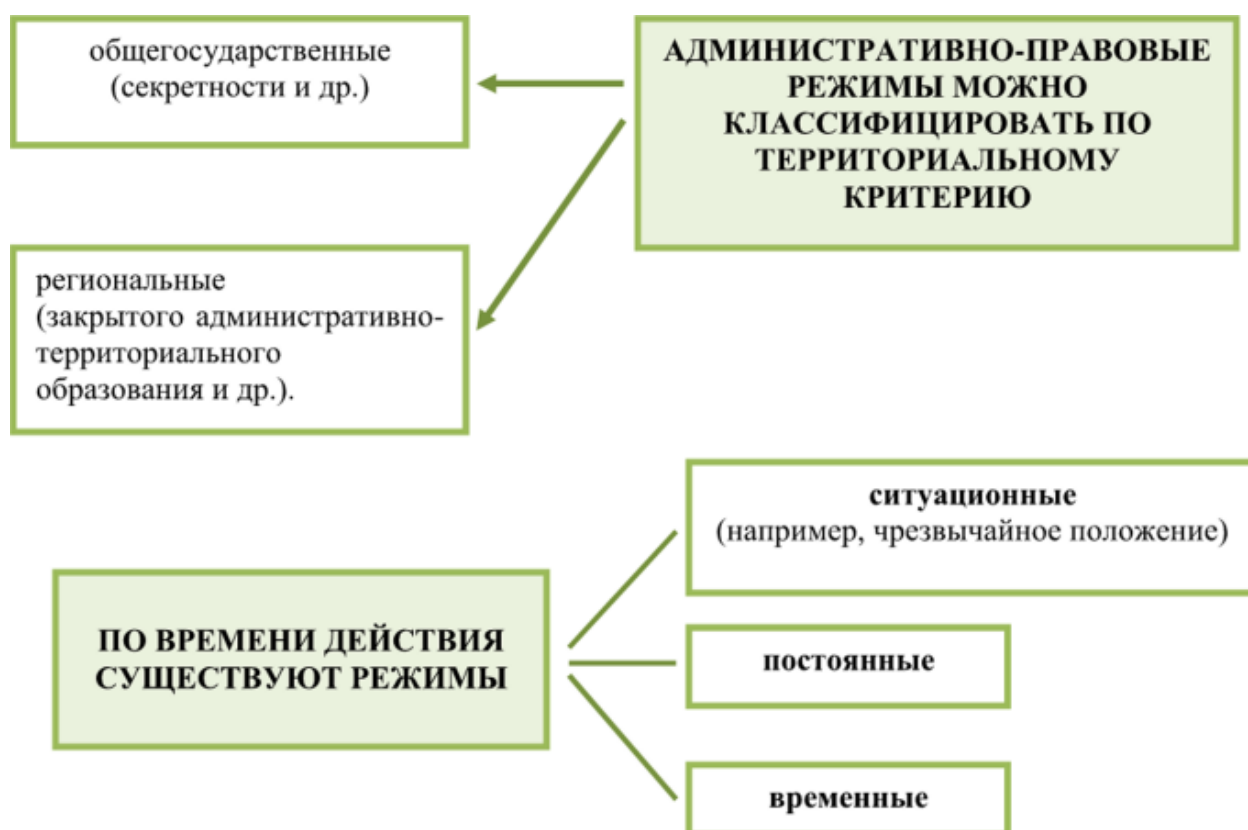 общегосударственные
(секретности и др.)
АДМИНИСТРАТИВНО-ПРАВОВЫЕ
РЕЖИМЫ МОЖНО
КЛАССИФИЦИРОВАТЬ ПО
ТЕРРИТОРИАЛЬНОМУ
КРИТЕРИЮ
региональные
(закрытого административно-
территориального
образования и др.).
ситуационные
(например, чрезвычайное положение)
ПО ВРЕМЕНИ ДЕЙСТВИЯ
СУЩЕСТВУЮТ РЕЖИМЫ
постоянные
временные